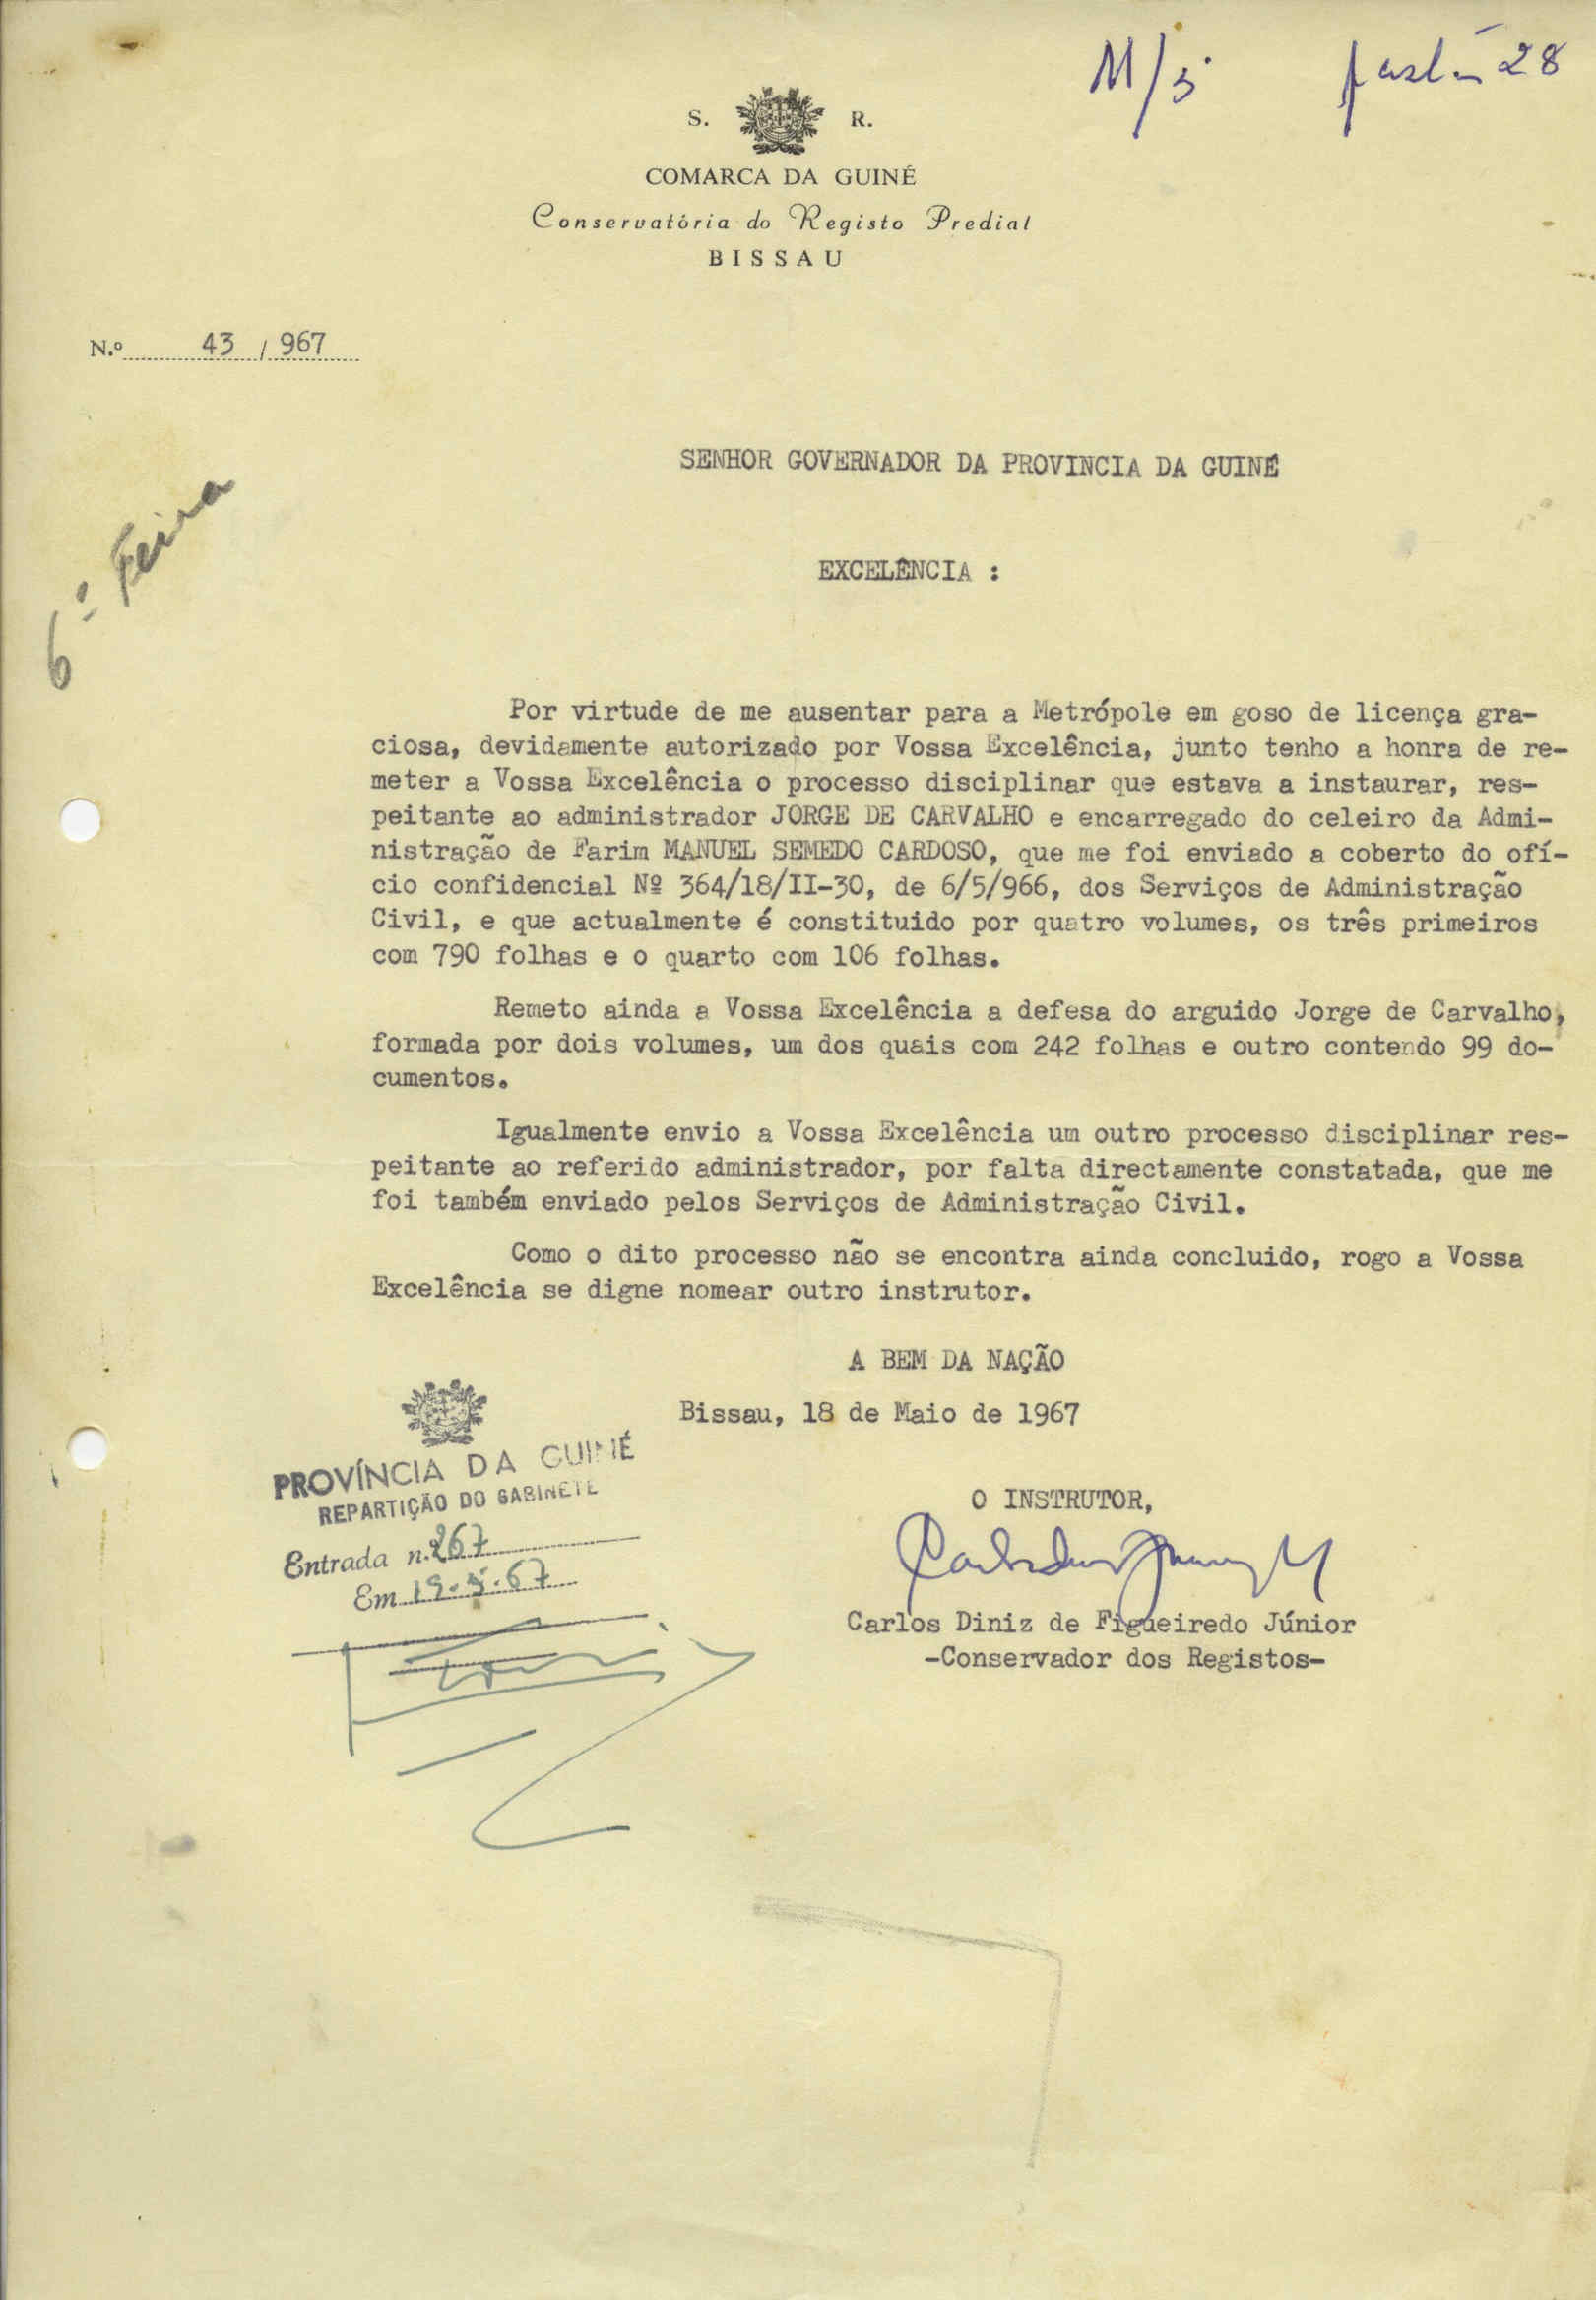 M/5 pasta 28
S. R.
COMARCA DA GUINÉ
Conservatória do Registo Predial
BISSAU
N.º 43 / 967
SENHOR GOVERNADOR DA PROVINCIA DA GUINÉ
6ª Feira
EXCELÊNCIA :
Por virtude de me ausentar para a Metrópole em goso de licença gra-
ciosa, devidamente autorizado por Vossa Excelência, junto tenho a honra de re-
meter a Vossa Excelência o processo disciplinar que estava a instaurar, res-
peitante ao administrador JORGE DE CARVALHO e encarregado do celeiro da Admi-
nistração de Farim MANUEL SEMEDO CARDOSO, que me foi enviado a coberto do ofí-
cio confidencial Nº 364/18/II-30, de 6/5/966, dos Serviços de Administração
Civil, e que actualmente é constituido por quatro volumes, os três primeiros
com 790 folhas e o quarto com 106 folhas.
Remeto ainda a Vossa Excelência a defesa do arguido Jorge de Carvalho,
formada por dois volumes, um dos quais com 242 folhas e outro contendo 99 do-
cumentos.
Igualmente envio a Vossa Excelência um outro processo disciplinar res-
peitante ao referido administrador, por falta directamente constatada, que me
foi também enviado pelos Serviços de Administração Civil.
Como o dito processo não se encontra ainda concluido, rogo a Vossa
Excelência se digne nomear outro instrutor.
A BEM DA NAÇÃO
Bissau, 18 de Maio de 1967
PROVÍNCIA DA GUINÉ
REPARTIÇÃO DO GABINETE
Entrada n. 267
Em 19.5.67
O INSTRUTOR,
Carlos Diniz de Figueiredo Júnior
-Conservador dos Registos-